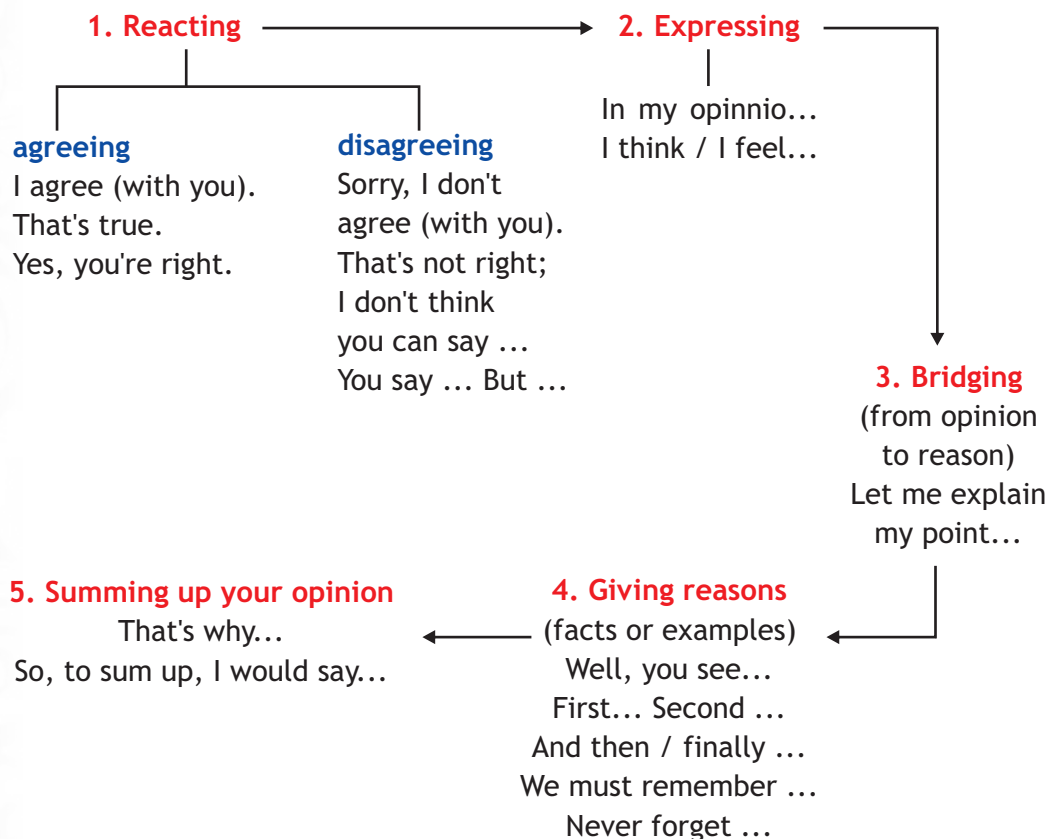 1. Reacting
agreeing
I agree (with you).
That's true.
Yes, you're right.
disagreeing
Sorry, I don't
agree (with you).
That's not right;
I don't think
you can say ...
You say ... But ...
2. Expressing
In my opinnio...
I think / I feel...
3. Bridging
(from opinion
to reason)
Let me explain
my point...
4. Giving reasons
(facts or examples)
Well, you see...
First... Second ...
And then / finally ...
We must remember ...
Never forget ...
5. Summing up your opinion
That's why...
So, to sum up, I would say...